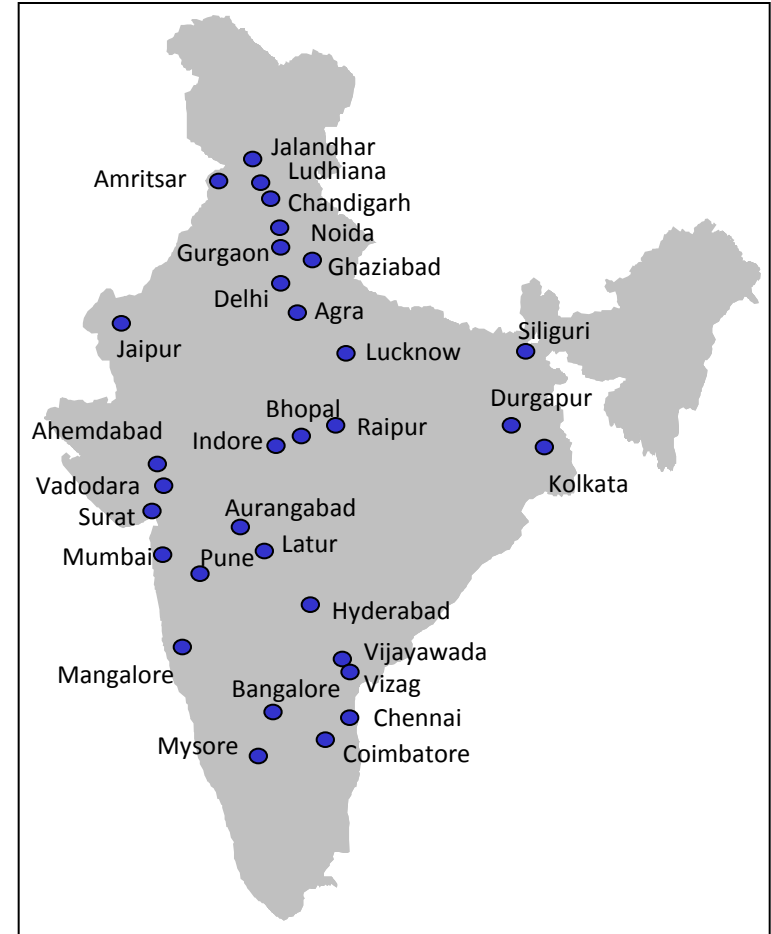 Jalandhar
Ludhiana
Amritsar
Chandigarh
Noida
Gurgaon
Ghaziabad
Delhi
Agra
Siliguri
Jaipur
Lucknow
Durgapur
Bhopal
Raipur
Ahemdabad
Indore
Kolkata
Vadodara
Aurangabad
Surat
Latur
Mumbai
Pune
Hyderabad
Vijayawada
Mangalore
Vizag
Bangalore
Chennai
Mysore
Coimbatore